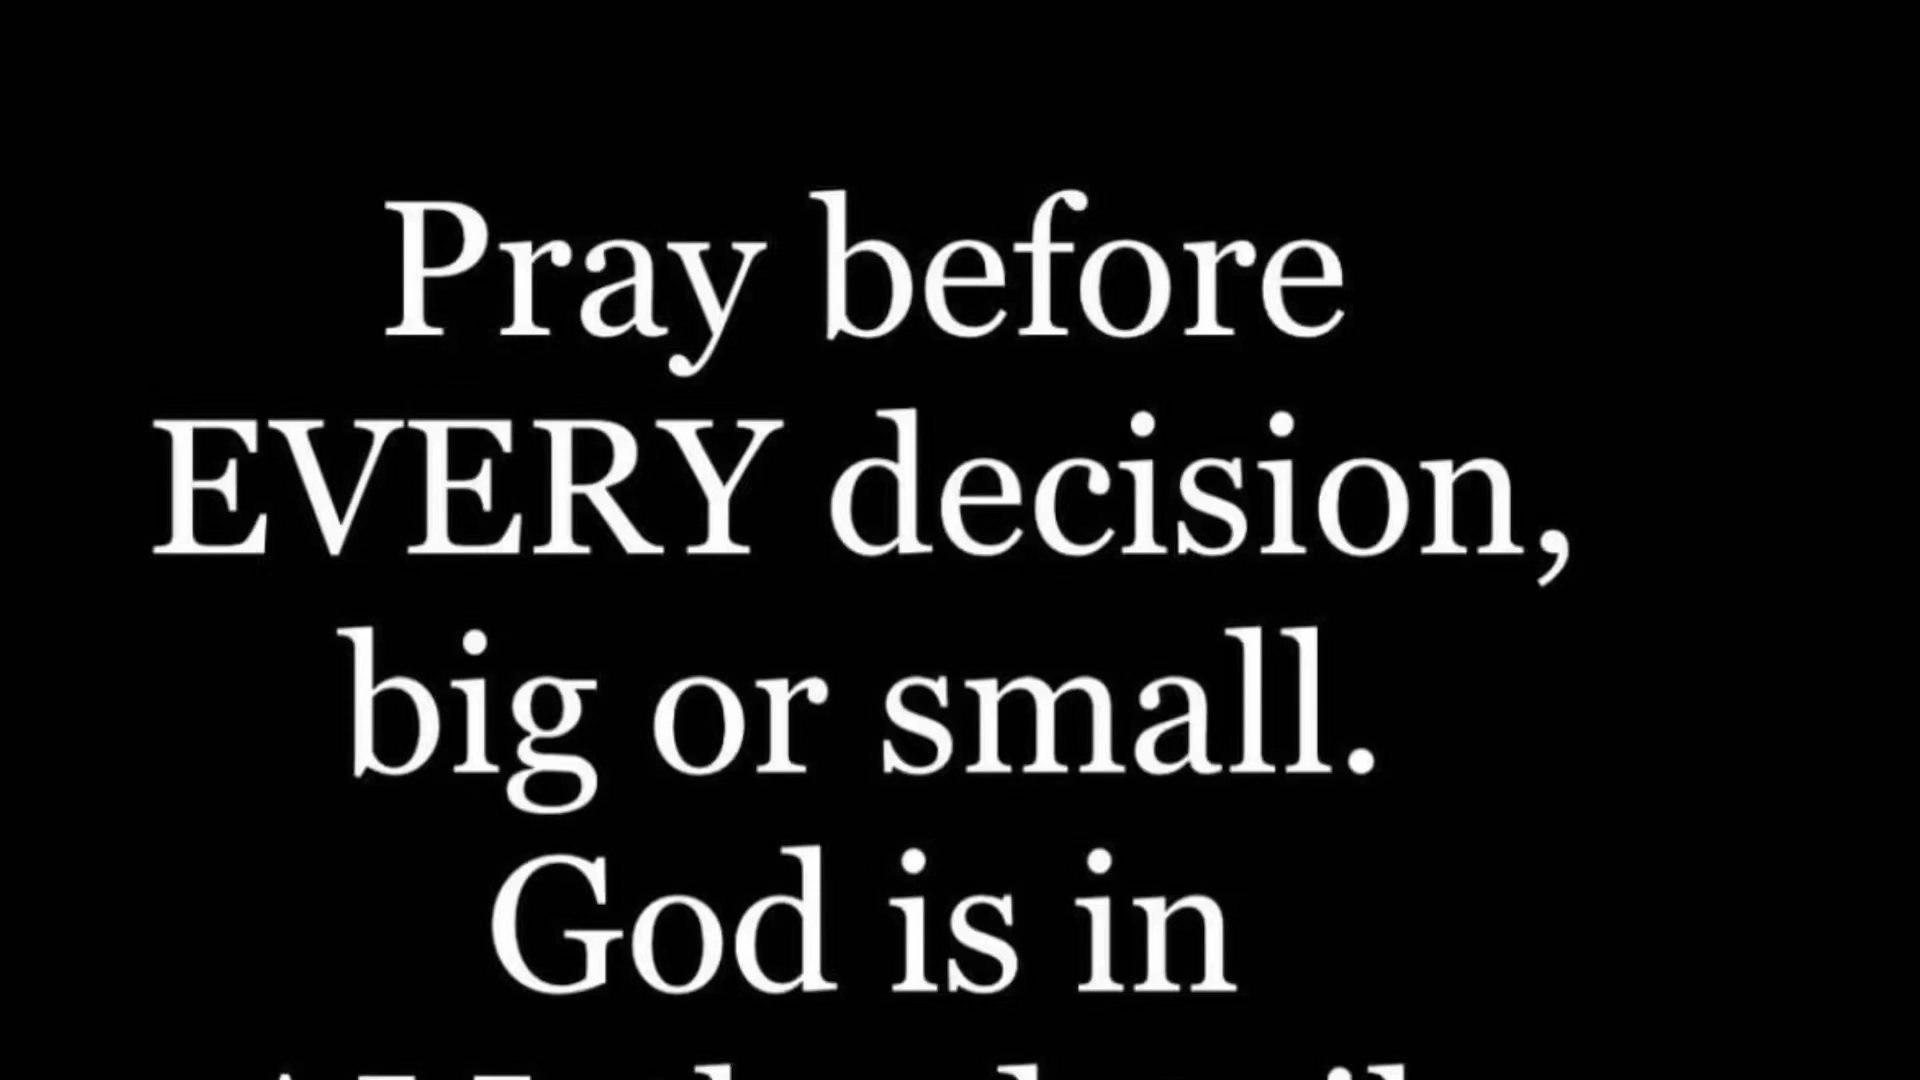 Pray before
EVERY decision,
big or small.
God is in